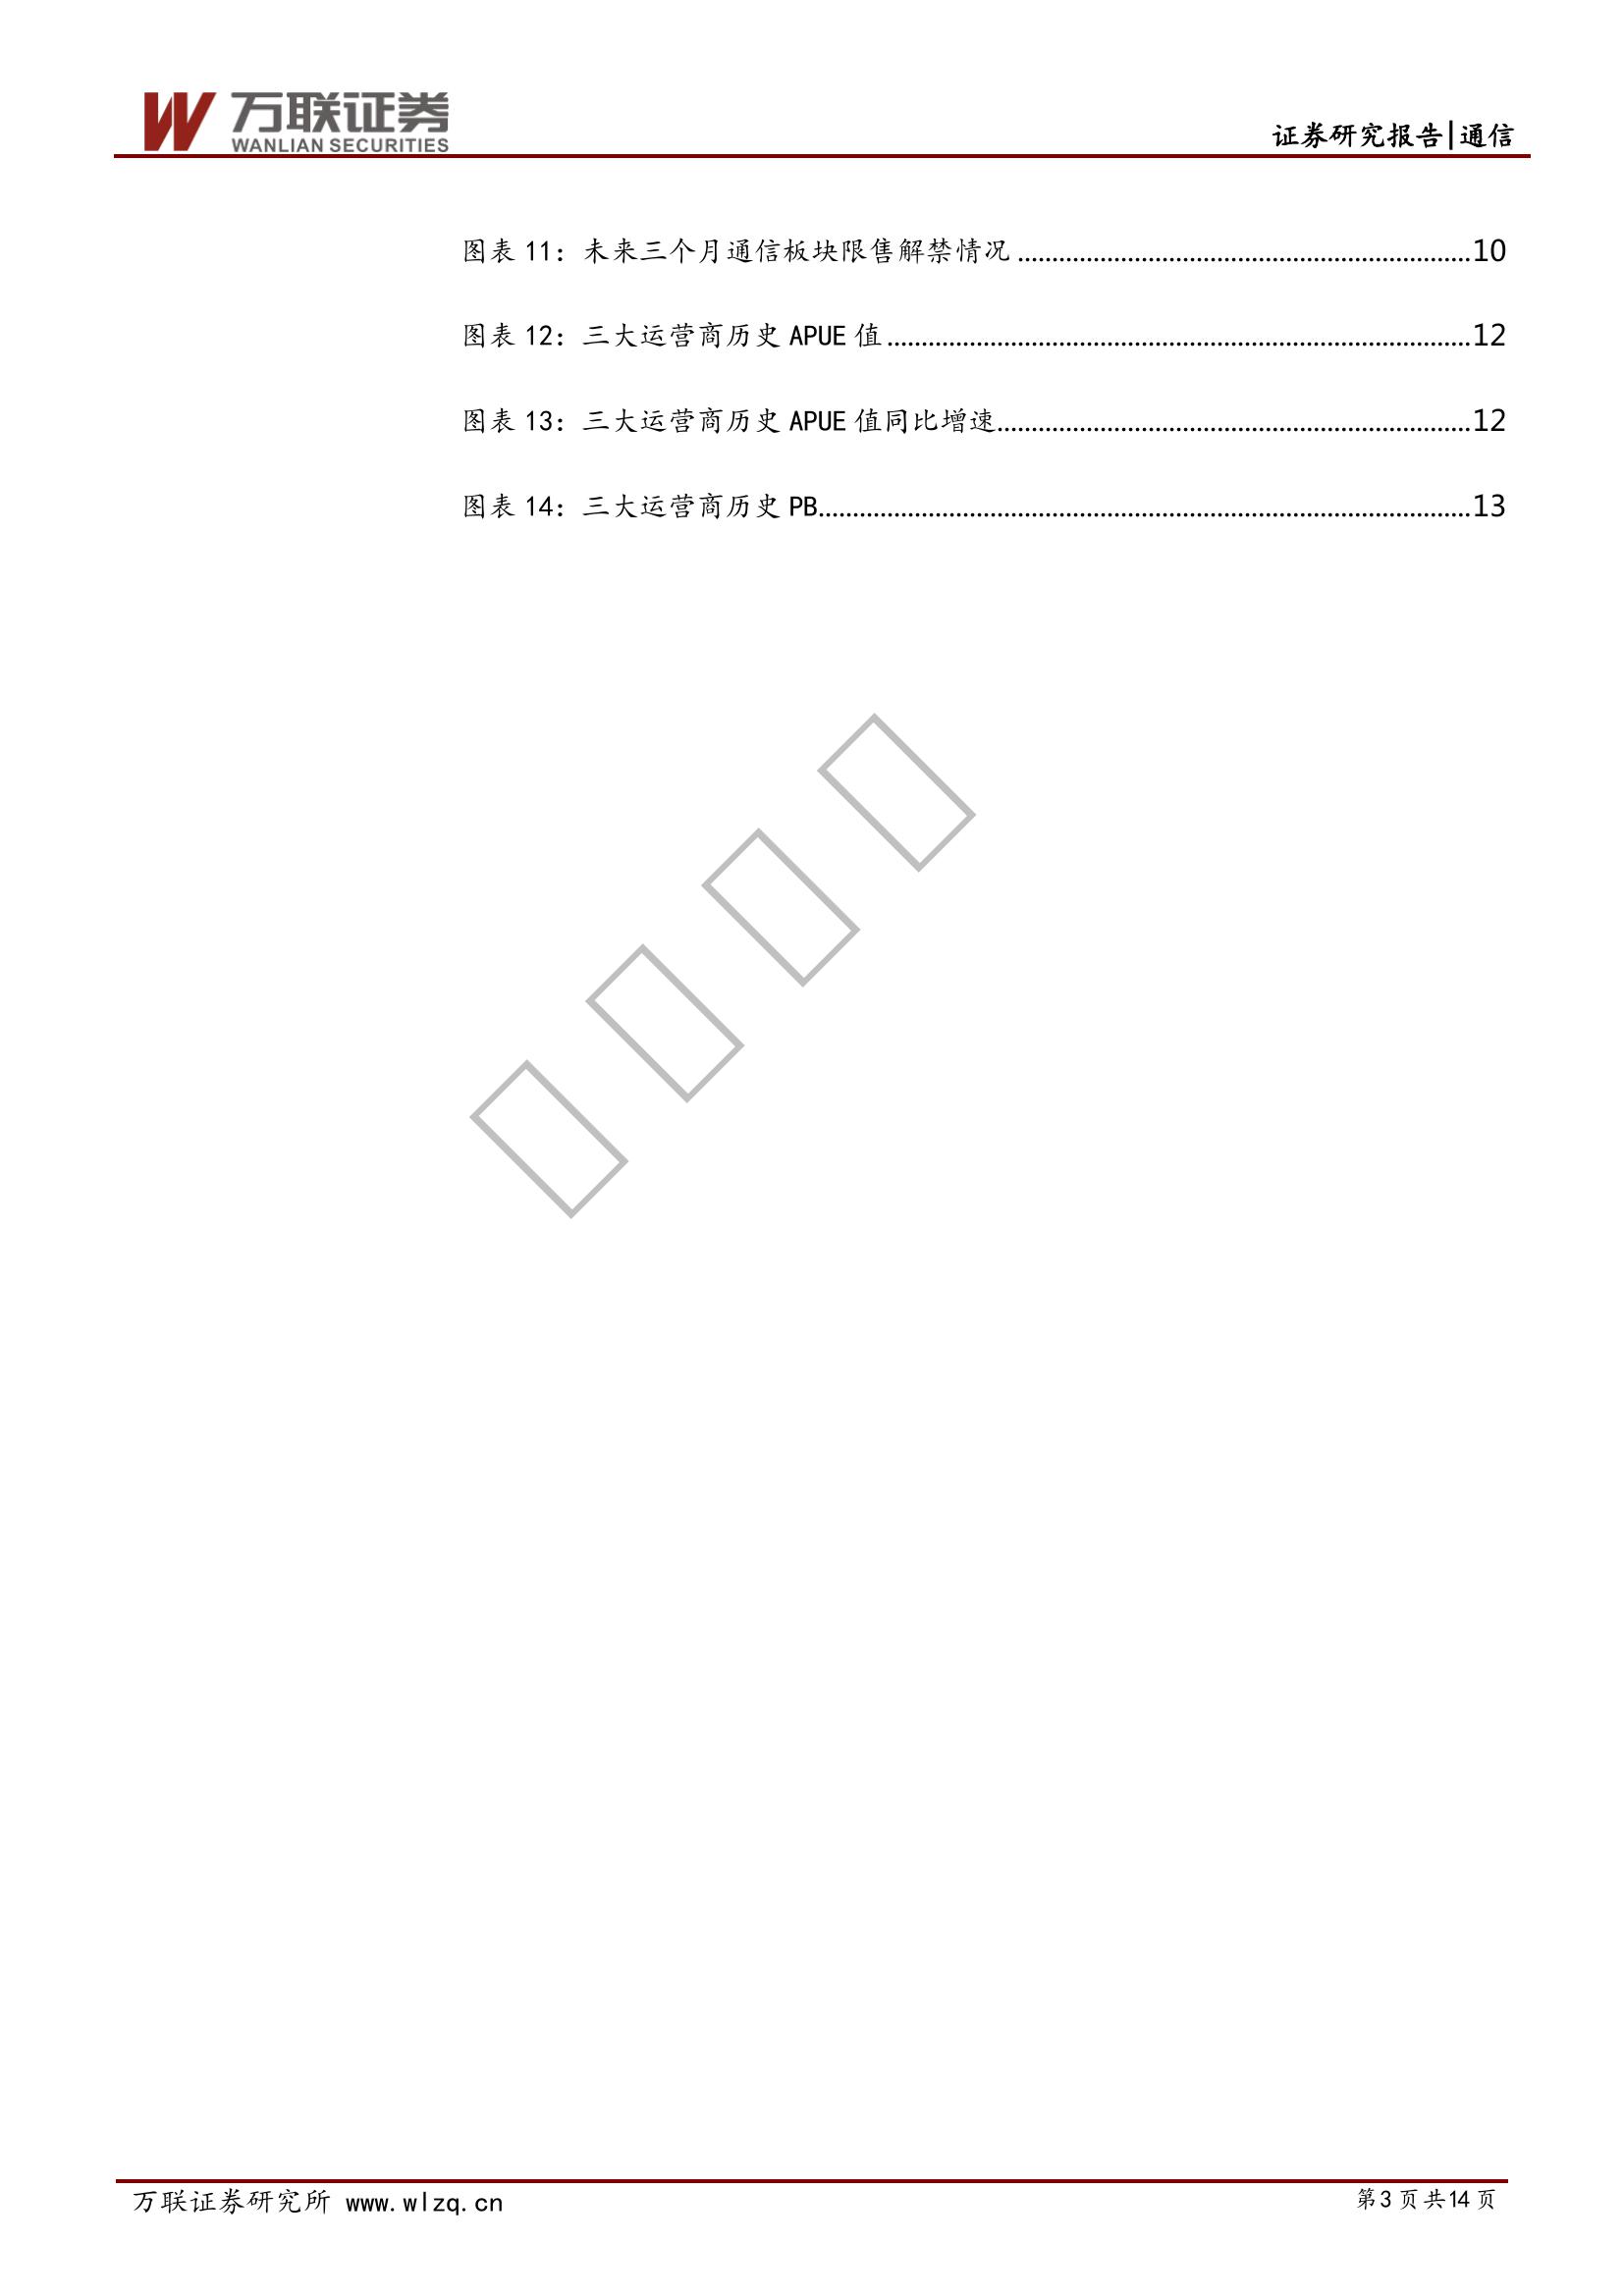 万联证券
WANLIAN SECURITIES
证券研究报告|通信
图表 11：未来三个月通信板块限售解禁情况.....................................................................10
图表 12：三大运营商历史 APUE 值.....................................................................12
图表 13：三大运营商历史 APUE 值同比增速.....................................................................12
图表 14：三大运营商历史 PB.....................................................................13
万联证券研究所 www.wlzq.cn
第3页共14页